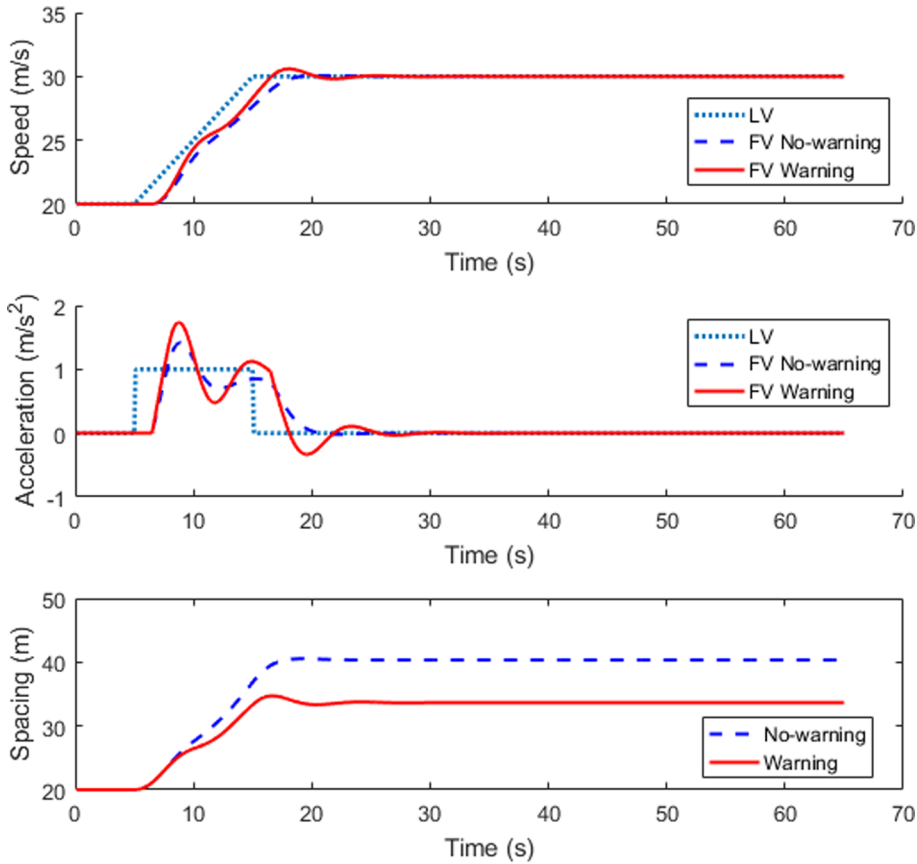 35
30
25
20
Speed (m/s)
LV
FV No-warning
FV Warning
0 10 20 30 40 50 60 70
Time (s)
2
1
0
-1
Acceleration (m/s²)
LV
FV No-warning
FV Warning
0 10 20 30 40 50 60 70
Time (s)
50
40
30
20
Spacing (m)
No-warning
Warning
0 10 20 30 40 50 60 70
Time (s)